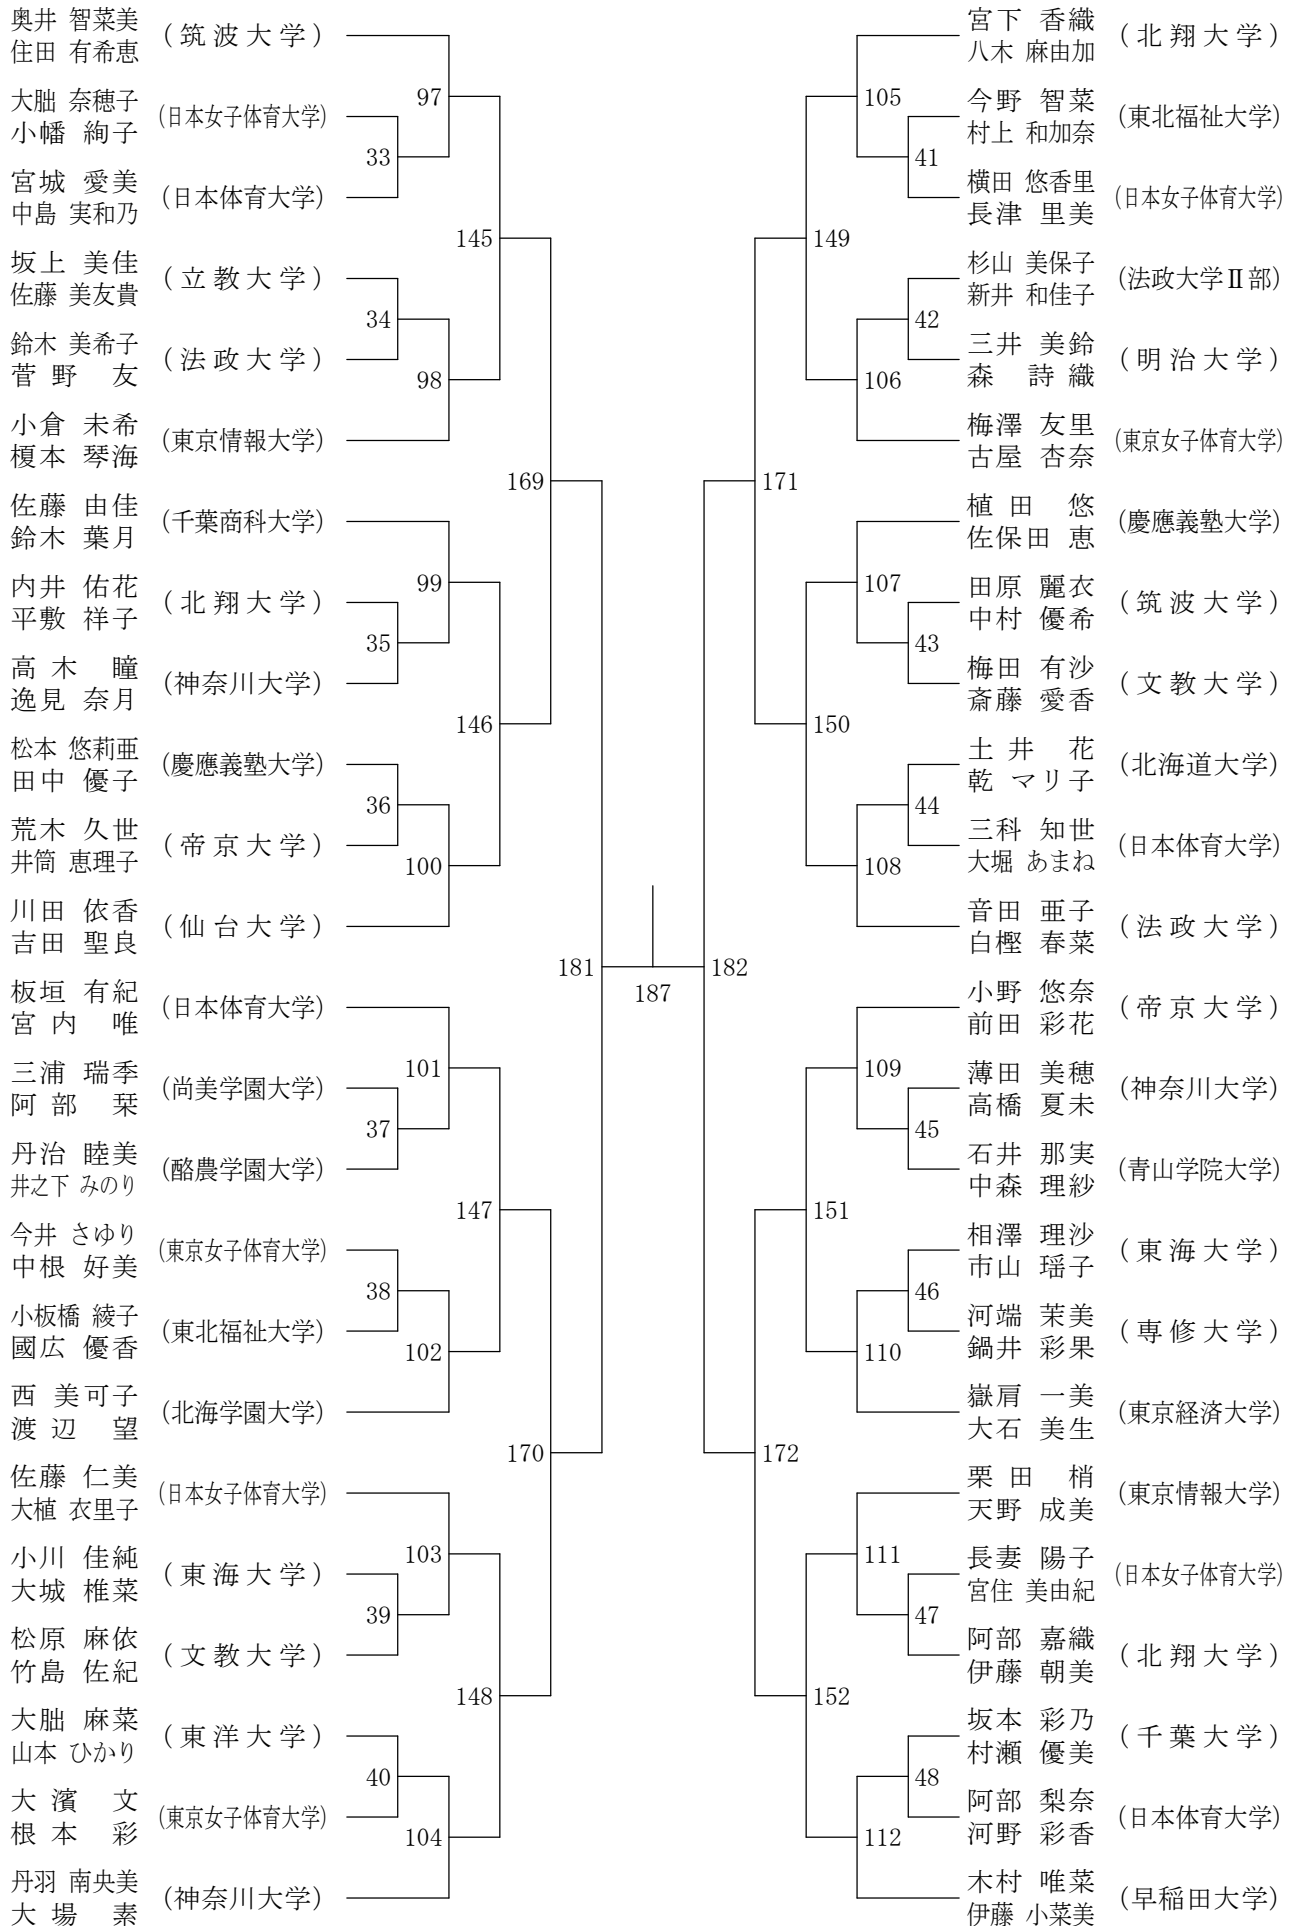 奥井 智菜美
住田 有希恵
(筑波大学)
大朏 奈穂子
小幡 絢子
(日本女子体育大学)
宮城 愛美
中島 実和乃
(日本体育大学)
坂上 美佳
佐藤 美友貴
(立教大学)
鈴木 美希子
菅野 友
(法政大学)
小倉 未希
榎本 琴海
(東京情報大学)
佐藤 由佳
鈴木 葉月
(千葉商科大学)
内井 佑花
平敷 祥子
(北翔大学)
高木 瞳
逸見 奈月
(神奈川大学)
松本 悠莉亜
田中 優子
(慶應義塾大学)
荒木 久世
井筒 恵理子
(帝京大学)
川田 依香
吉田 聖良
(仙台大学)
板垣 有紀
宮内 唯
(日本体育大学)
三浦 瑞季
阿部 栞
(尚美学園大学)
丹治 睦美
井之下 みのり
(酪農学園大学)
今井 さゆり
中根 好美
(東京女子体育大学)
小板橋 綾子
國広 優香
(東北福祉大学)
西 美可子
渡辺 望
(北海学園大学)
佐藤 仁美
大植 衣里子
(日本女子体育大学)
小川 佳純
大城 椎菜
(東海大学)
松原 麻依
竹島 佐紀
(文教大学)
大朏 麻菜
山本 ひかり
(東洋大学)
大濱 文
根本 彩
(東京女子体育大学)
丹羽 南央美
大場 素
(神奈川大学)
33
34
35
36
37
38
39
40
97
98
99
100
101
102
103
104
145
146
147
148
169
170
181
187
182
171
172
149
150
151
152
105
106
107
108
109
110
111
112
41
42
43
44
45
46
47
48
宮下 香織
八木 麻由加
(北翔大学)
今野 智菜
村上 和加奈
(東北福祉大学)
横田 悠香里
長津 里美
(日本女子体育大学)
杉山 美保子
新井 和佳子
(法政大学Ⅱ部)
三井 美鈴
森 詩織
(明治大学)
梅澤 友里
古屋 杏奈
(東京女子体育大学)
植田 悠
佐保田 恵
(慶應義塾大学)
田原 麗衣
中村 優希
(筑波大学)
梅田 有沙
斎藤 愛香
(文教大学)
土井 花
乾 マリ子
(北海道大学)
三科 知世
大堀 あまね
(日本体育大学)
音田 亜子
白樫 春菜
(法政大学)
小野 悠奈
前田 彩花
(帝京大学)
薄田 美穂
高橋 夏未
(神奈川大学)
石井 那実
中森 理紗
(青山学院大学)
相澤 理沙
市山 瑶子
(東海大学)
河端 茉美
鍋井 彩果
(専修大学)
嶽肩 一美
大石 美生
(東京経済大学)
栗田 梢
天野 成美
(東京情報大学)
長妻 陽子
宮住 美由紀
(日本女子体育大学)
阿部 嘉織
伊藤 朝美
(北翔大学)
坂本 彩乃
村瀬 優美
(千葉大学)
阿部 梨奈
河野 彩香
(日本体育大学)
木村 唯菜
伊藤 小菜美
(早稲田大学)